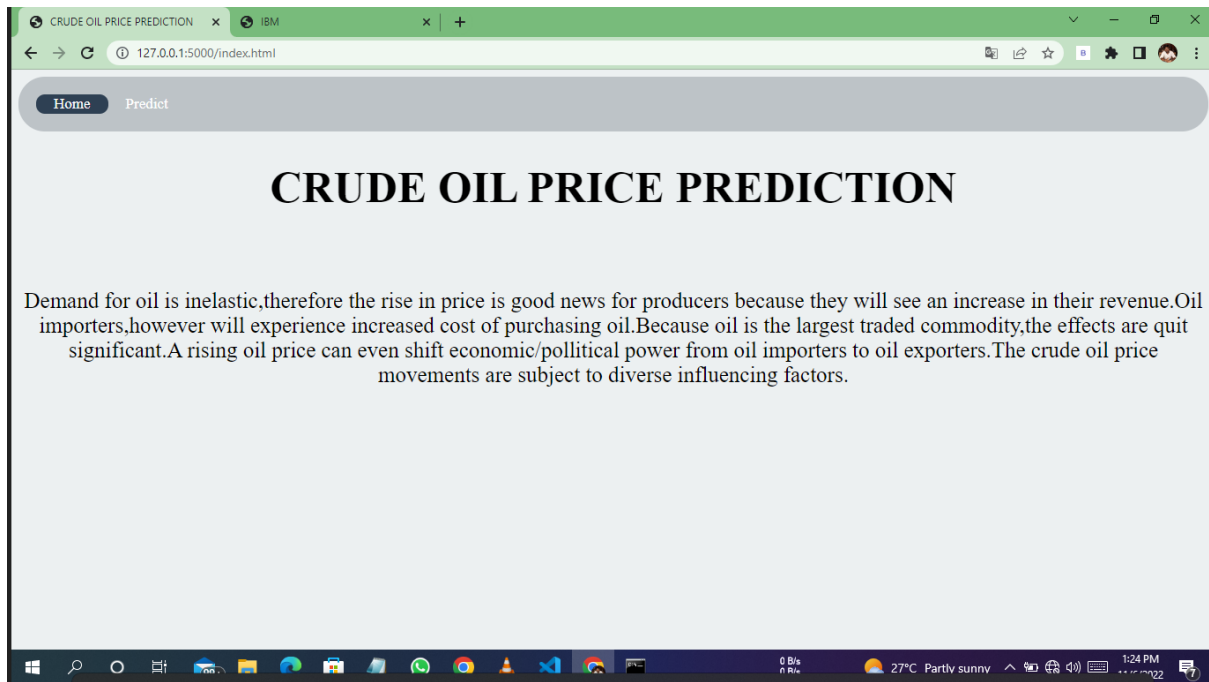 CRUDE OIL PRICE PREDICTION
IBM
127.0.0.1:5000/index.html
B
Home Predict
CRUDE OIL PRICE PREDICTION
Demand for oil is inelastic,therefore the rise in price is good news for producers because they will see an increase in their revenue.Oil
importers,however will experience increased cost of purchasing oil.Because oil is the largest traded commodity,the effects are quit
significant.A rising oil price can even shift economic/pollitical power from oil importers to oil exporters.The crude oil price
movements are subject to diverse influencing factors.
0 B/s
0 B/s
27°C Partly sunny
1:24 PM
7